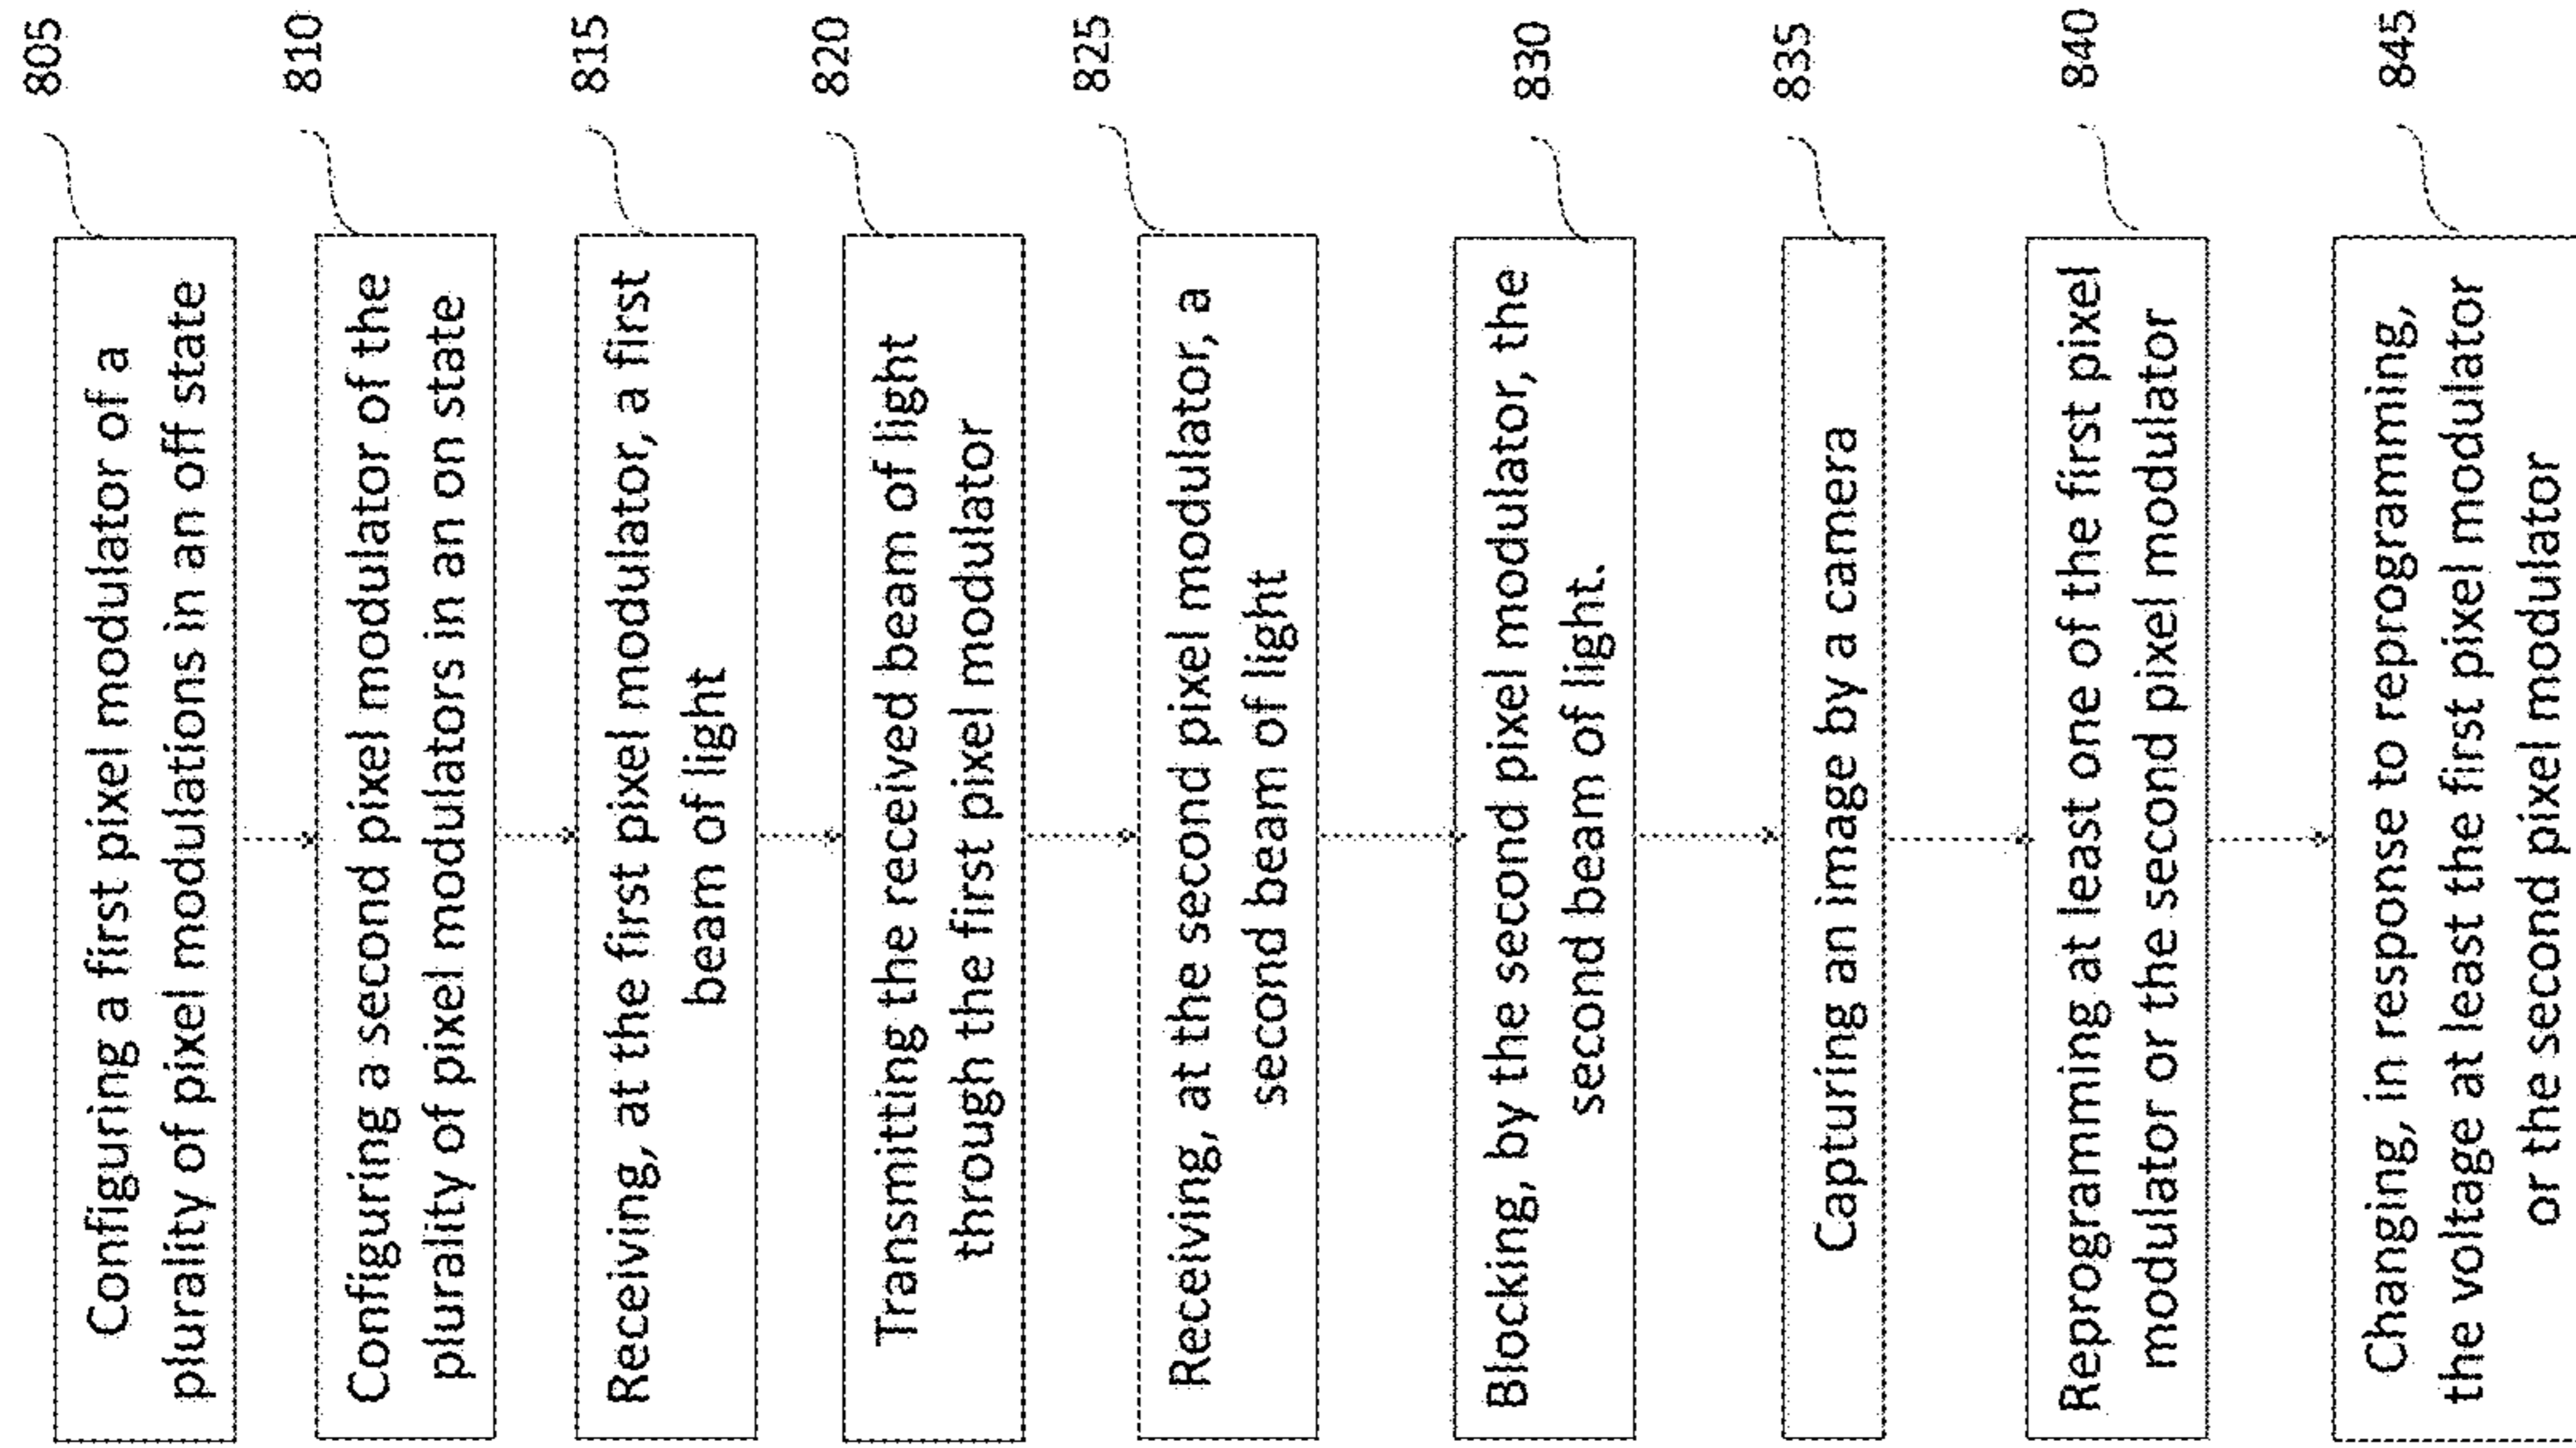 805
Configuring a first pixel modulator of a
plurality of pixel modulations in an off state
810
Configuring a second pixel modulator of the
plurality of pixel modulators in an on state
815
Receiving, at the first pixel modulator, a first
beam of light
820
Transmitting the received beam of light
through the first pixel modulator
825
Receiving, at the second pixel modulator, a
second beam of light
830
Blocking, by the second pixel modulator, the
second beam of light.
835
Capturing an image by a camera
840
Reprogramming at least one of the first pixel
modulator or the second pixel modulator
845
Changing, in response to reprogramming,
the voltage at least the first pixel modulator
or the second pixel modulator